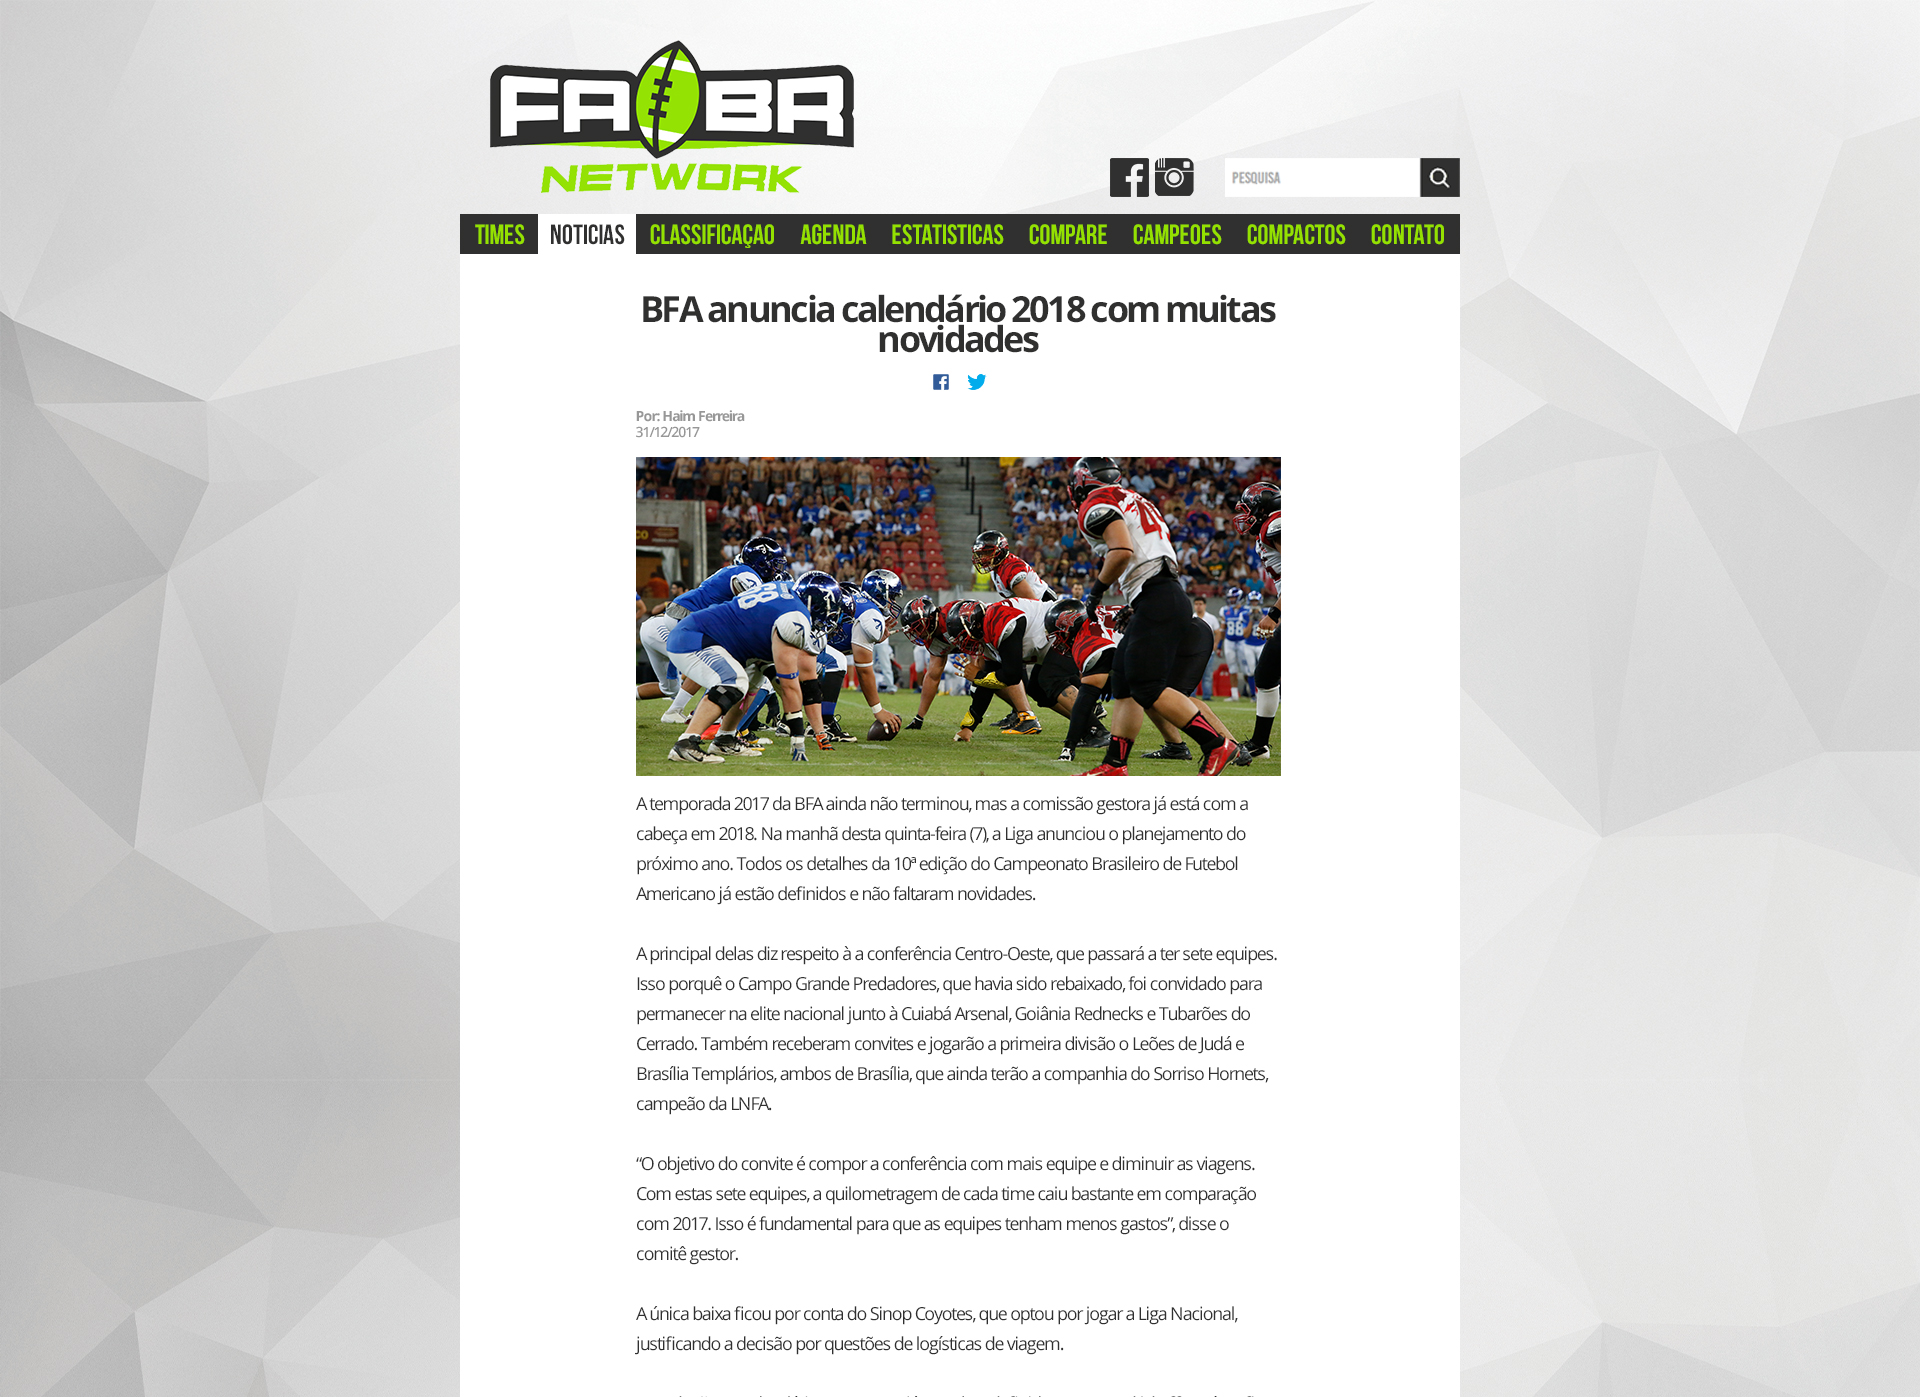 FABR
NETWORK
PESQUISA
TIMES NOTICIAS CLASSIFICAÇAO AGENDA ESTATISTICAS COMPARE CAMPEOES COMPACTOS CONTATO
BFA anuncia calendário 2018 com muitas
novidades
Por: Haim Ferreira
31/12/2017
A temporada 2017 da BFA ainda não terminou, mas a comissão gestora já está com a
cabeça em 2018. Na manhã desta quinta-feira (7), a Liga anunciou o planejamento do
próximo ano. Todos os detalhes da 10ª edição do Campeonato Brasileiro de Futebol
Americano já estão definidos e não faltaram novidades.
A principal delas diz respeito à a conferência Centro-Oeste, que passará a ter sete equipes.
Isso porquê o Campo Grande Predadores, que havia sido rebaixado, foi convidado para
permanecer na elite nacional junto à Cuiabá Arsenal, Goiânia Rednecks e Tubarões do
Cerrado. Também receberam convites e jogarão a primeira divisão o Leões de Judá e
Brasília Templários, ambos de Brasília, que ainda terão a companhia do Sorriso Hornets,
campeão da LNFA.
“O objetivo do convite é compor a conferência com mais equipe e diminuir as viagens.
Com estas sete equipes, a quilometragem de cada time caiu bastante em comparação
com 2017. Isso é fundamental para que as equipes tenham menos gastos”, disse o
comitê gestor.
A única baixa ficou por conta do Sinop Coyotes, que optou por jogar a Liga Nacional,
justificando a decisão por questões de logísticas de viagem.